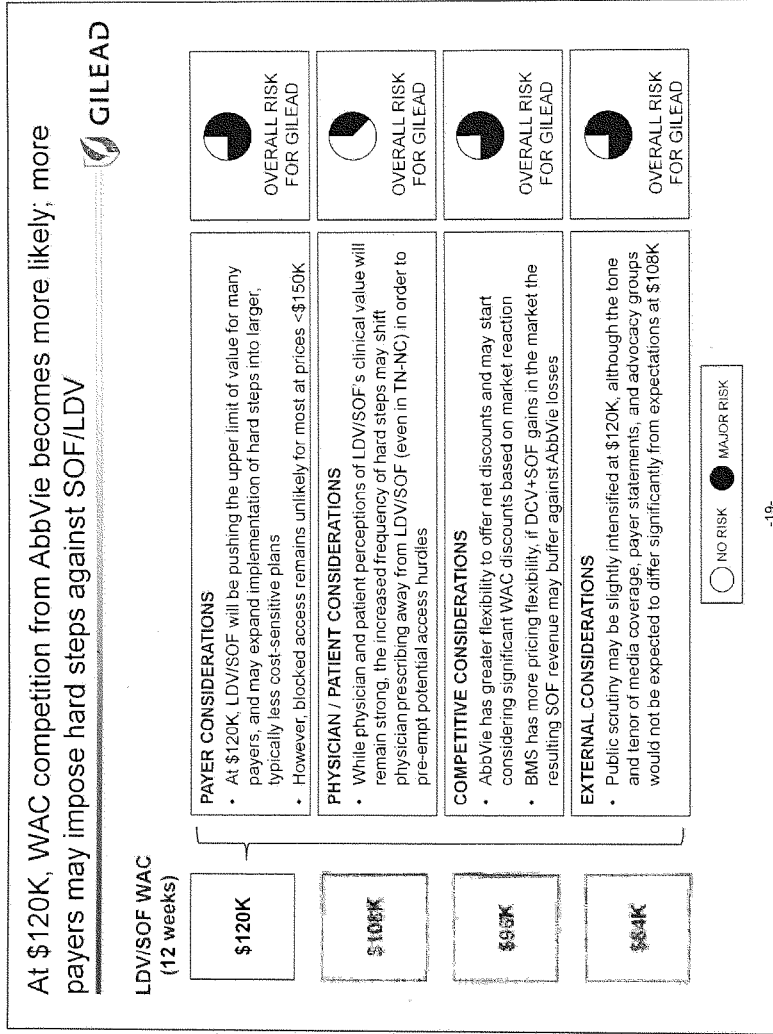 At $120K, WAC competition from AbbVie becomes more likely; more
payers may impose hard steps against SOF/LDV
GILEAD
LDV/SOF WAC
(12 weeks)
$120K
$108K
$96K
$84K
PAYER CONSIDERATIONS
• At $120K, LDV/SOF will be pushing the upper limit of value for many
payers, and may expand implementation of hard steps into larger,
typically less cost-sensitive plans
• However, blocked access remains unlikely for most at prices <$150K
OVERALL RISK
FOR GILEAD
PHYSICIAN / PATIENT CONSIDERATIONS
• While physician and patient perceptions of LDV/SOF's clinical value will
remain strong, the increased frequency of hard steps may shift
physician prescribing away from LDV/SOF (even in TN-NC) in order to
pre-empt potential access hurdles
OVERALL RISK
FOR GILEAD
COMPETITIVE CONSIDERATIONS
• AbbVie has greater flexibility to offer net discounts and may start
considering significant WAC discounts based on market reaction
• BMS has more pricing flexibility, if DCV+SOF gains in the market the
resulting SOF revenue may buffer against AbbVie losses
OVERALL RISK
FOR GILEAD
EXTERNAL CONSIDERATIONS
• Public scrutiny may be slightly intensified at $120K, although the tone
and tenor of media coverage, payer statements, and advocacy groups
would not be expected to differ significantly from expectations at $108K
OVERALL RISK
FOR GILEAD
NO RISK MAJOR RISK
-19-